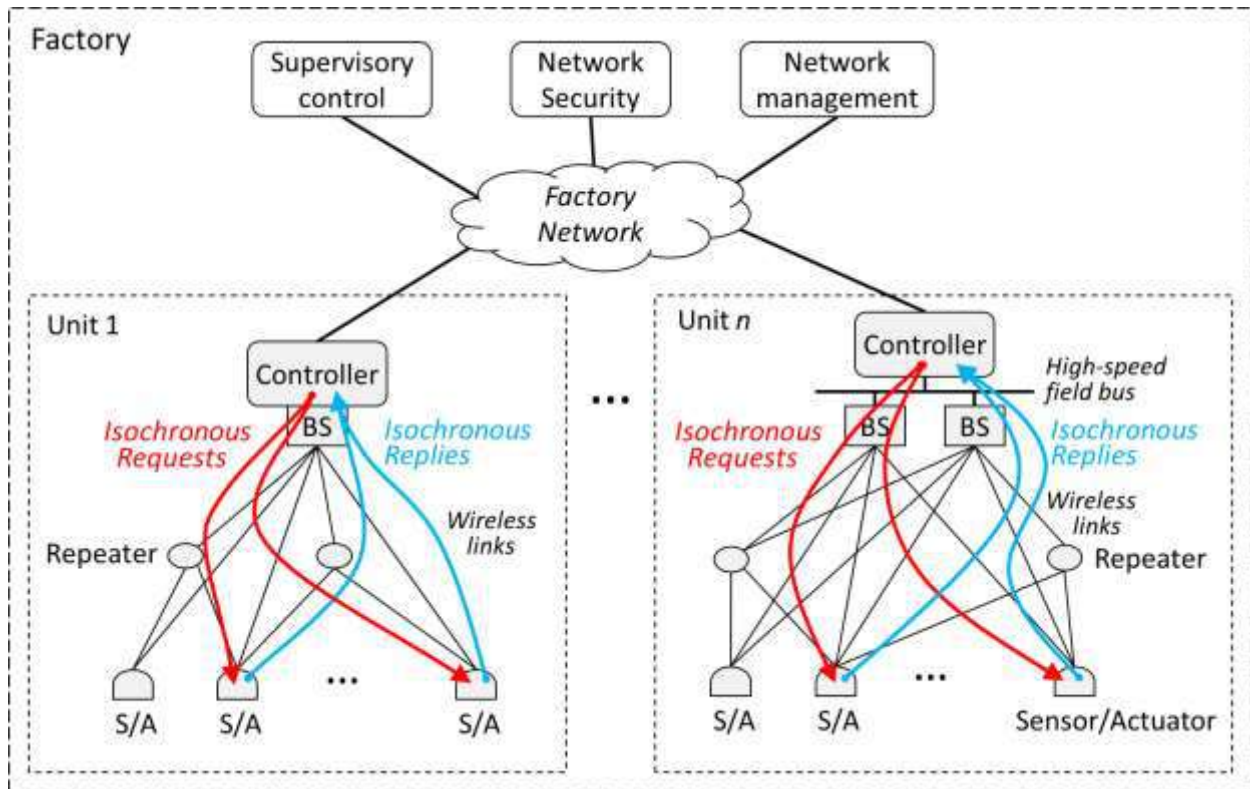 Factory
Supervisory
control
Network
Security
Network
management
Factory
Network
Unit 1
Controller
BS
Isochronous
Requests
Isochronous
Replies
Wireless
links
Repeater
S/A
S/A
...
S/A
...
Unit n
Controller
High-speed
field bus
BS
BS
Isochronous
Requests
Isochronous
Replies
Wireless
links
Repeater
S/A
S/A
...
Sensor/Actuator